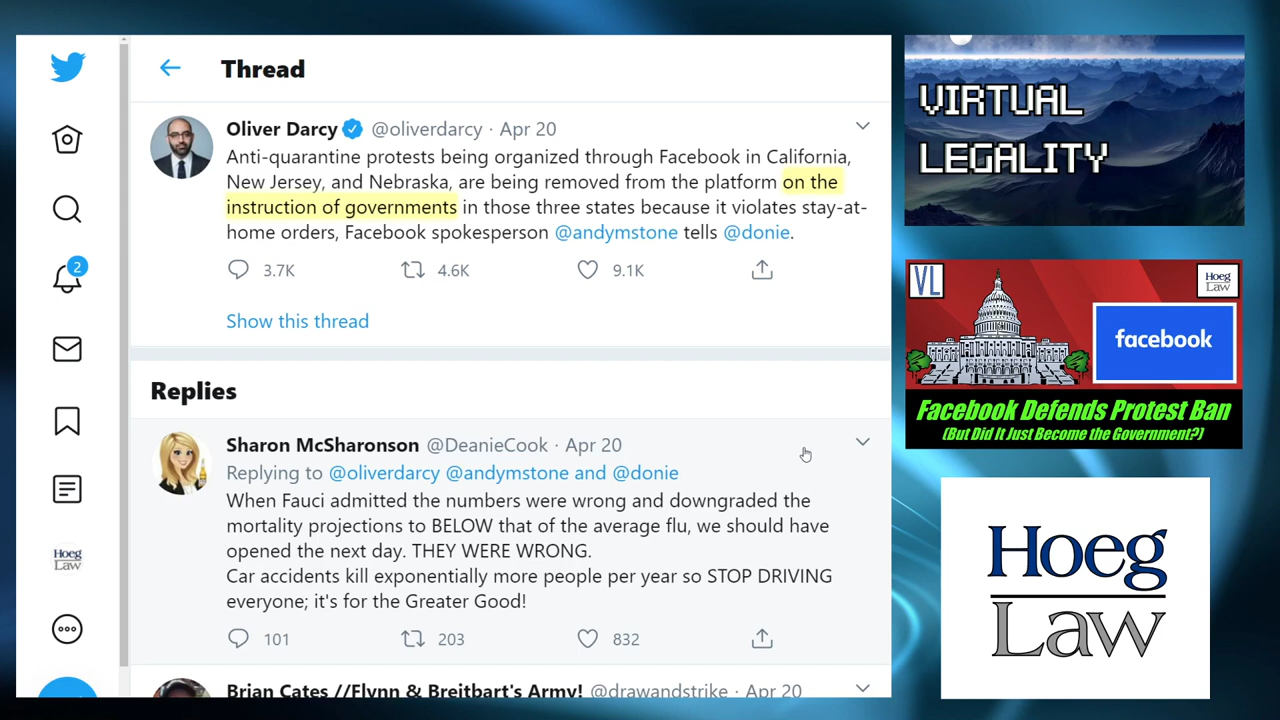 Thread
Oliver Darcy @oliverdarcy · Apr 20
Anti-quarantine protests being organized through Facebook in California,
New Jersey, and Nebraska, are being removed from the platform on the
instruction of governments in those three states because it violates stay-at-
home orders, Facebook spokesperson @andymstone tells @donie.
3.7K 4.6K 9.1K
Show this thread
Replies
Sharon McSharonson @DeanieCook · Apr 20
Replying to @oliverdarcy @andymstone and @donie
When Fauci admitted the numbers were wrong and downgraded the
mortality projections to BELOW that of the average flu, we should have
opened the next day. THEY WERE WRONG.
Car accidents kill exponentially more people per year so STOP DRIVING
everyone; it's for the Greater Good!
101 203 832
Brian Cates //Flynn & Breitbart's Army! @drawandstrike · Apr 20
2
Hoeg
Law
VIRTUAL
LEGALITY
VL
Hoeg
Law
facebook
Facebook Defends Protest Ban
(But Did It Just Become the Government?)
Hoeg
Law